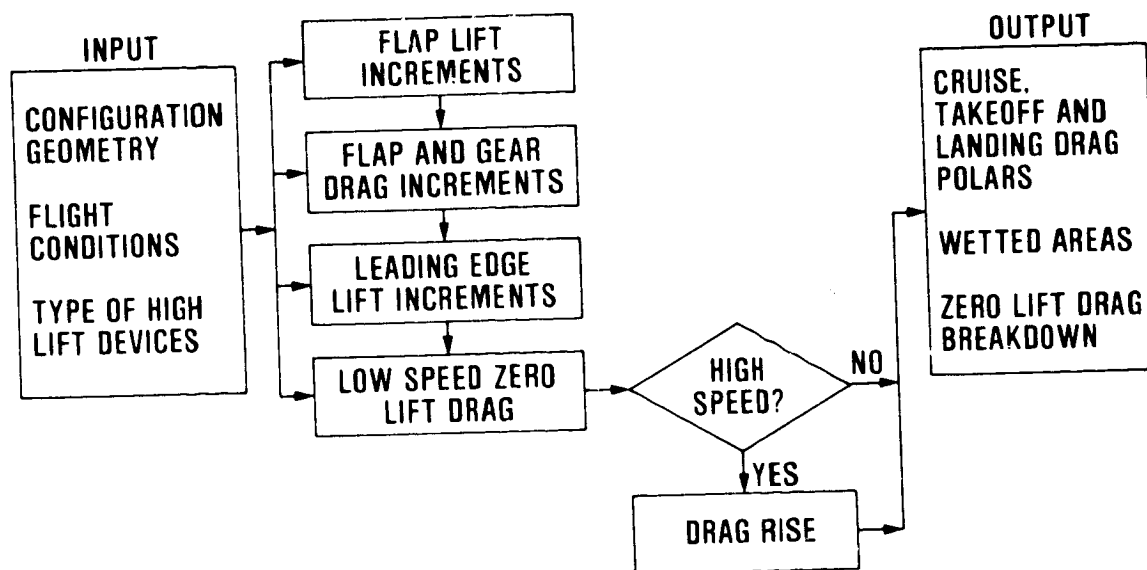 INPUT
CONFIGURATION
GEOMETRY
FLIGHT
CONDITIONS
TYPE OF HIGH
LIFT DEVICES
FLAP LIFT
INCREMENTS
FLAP AND GEAR
DRAG INCREMENTS
LEADING EDGE
LIFT INCREMENTS
LOW SPEED ZERO
LIFT DRAG
HIGH
SPEED?
NO
YES
DRAG RISE
OUTPUT
CRUISE,
TAKEOFF AND
LANDING DRAG
POLARS
WETTED AREAS
ZERO LIFT DRAG
BREAKDOWN